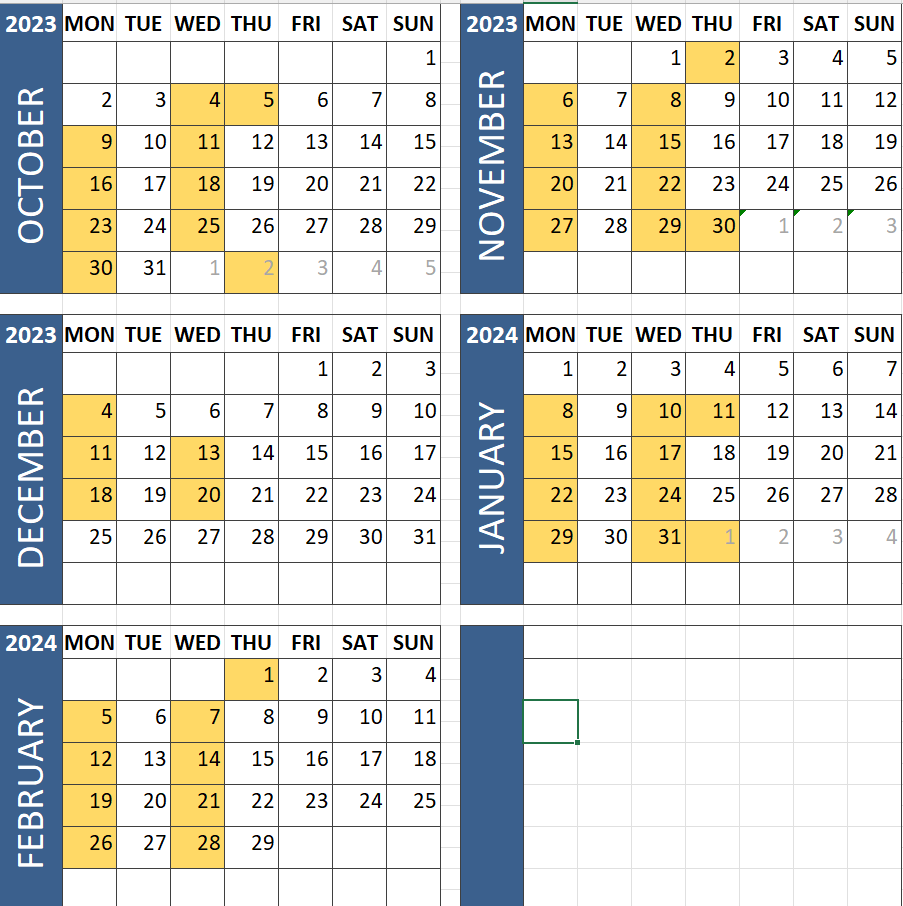 2023 MON TUE WED THU FRI SAT SUN
OCTOBER
1
2 3 4 5 6 7 8
9 10 11 12 13 14 15
16 17 18 19 20 21 22
23 24 25 26 27 28 29
30 31 1 2 3 4 5
2023 MON TUE WED THU FRI SAT SUN
NOVEMBER
1 2 3 4 5
6 7 8 9 10 11 12
13 14 15 16 17 18 19
20 21 22 23 24 25 26
27 28 29 30 1 2 3
2023 MON TUE WED THU FRI SAT SUN
DECEMBER
1 2 3
4 5 6 7 8 9 10
11 12 13 14 15 16 17
18 19 20 21 22 23 24
25 26 27 28 29 30 31
2024 MON TUE WED THU FRI SAT SUN
JANUARY
1 2 3 4 5 6 7
8 9 10 11 12 13 14
15 16 17 18 19 20 21
22 23 24 25 26 27 28
29 30 31 1 2 3 4
2024 MON TUE WED THU FRI SAT SUN
FEBRUARY
1 2 3 4
5 6 7 8 9 10 11
12 13 14 15 16 17 18
19 20 21 22 23 24 25
26 27 28 29